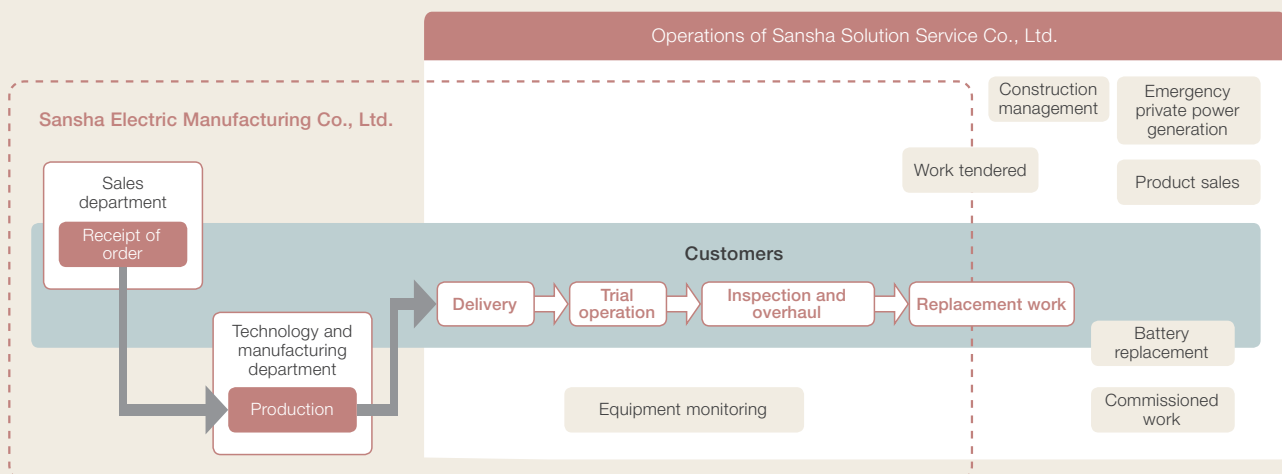 Operations of Sansha Solution Service Co., Ltd.
Sansha Electric Manufacturing Co., Ltd.
Construction
management
Emergency
private power
generation
Work tendered
Product sales
Sales
department
Receipt of
order
Customers
Delivery
Trial
operation
Inspection and
overhaul
Replacement work
Technology and
manufacturing
department
Production
Battery
replacement
Equipment monitoring
Commissioned
work